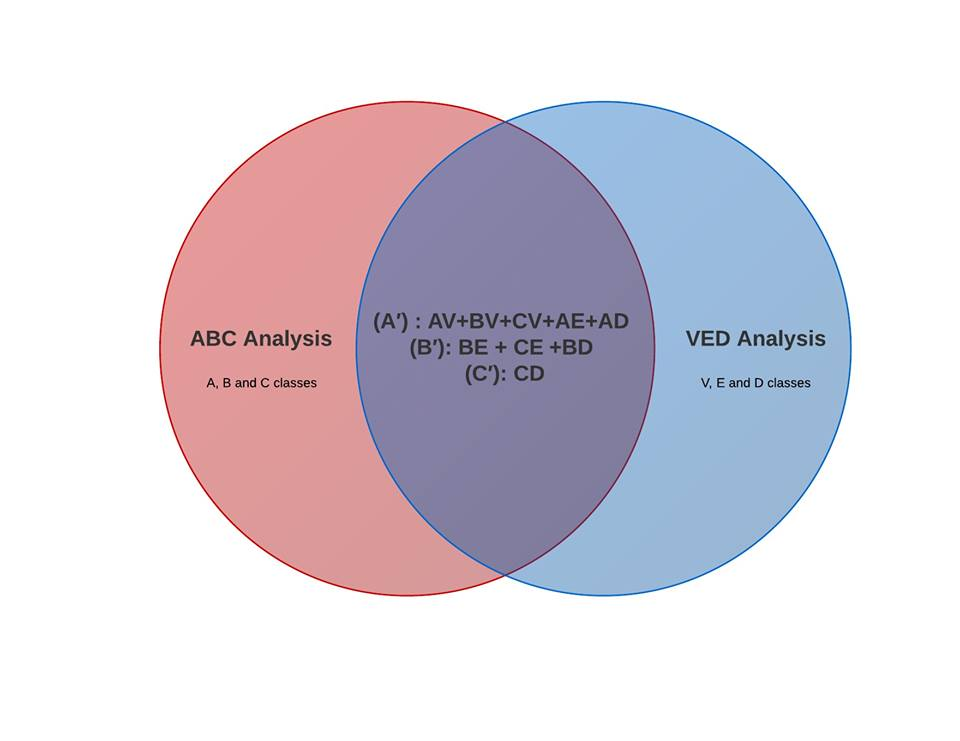 ABC Analysis
A, B and C classes
(A′) : AV+BV+CV+AE+AD
(B′): BE + CE +BD
(C′): CD
VED Analysis
V, E and D classes